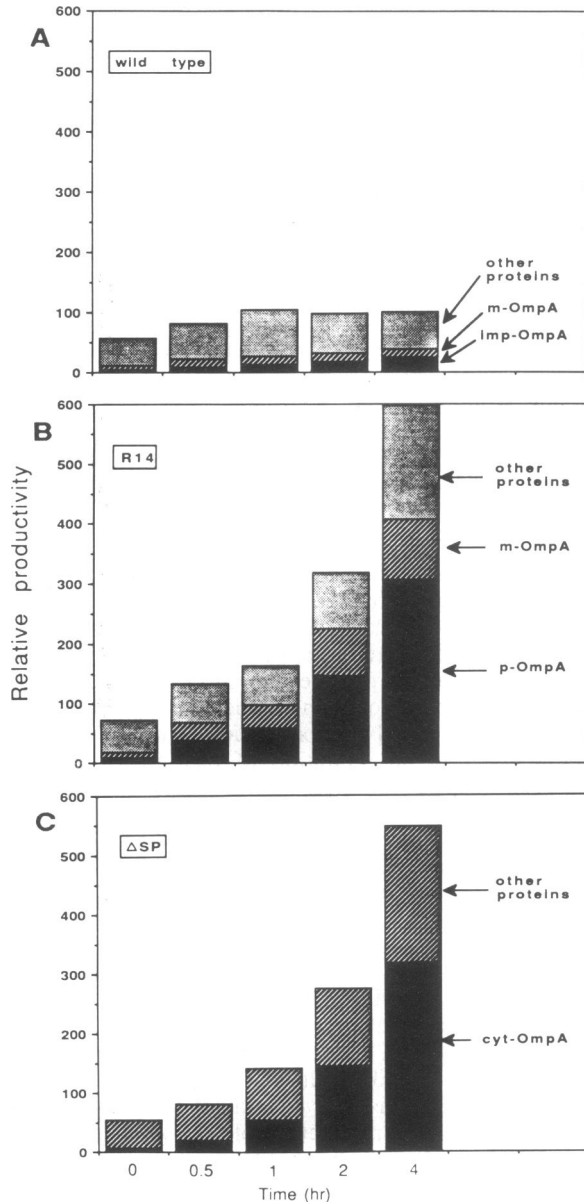 A
600
wild type
500
400
300
200
other
proteins
m-OmpA
100
imp-OmpA
0
Relative productivity
B
600
R14
500
other
proteins
400
m-OmpA
300
200
p-OmpA
100
0
C
600
ΔSP
500
other
proteins
400
300
200
cyt-OmpA
100
0
0 0.5 1 2 4
Time (hr)